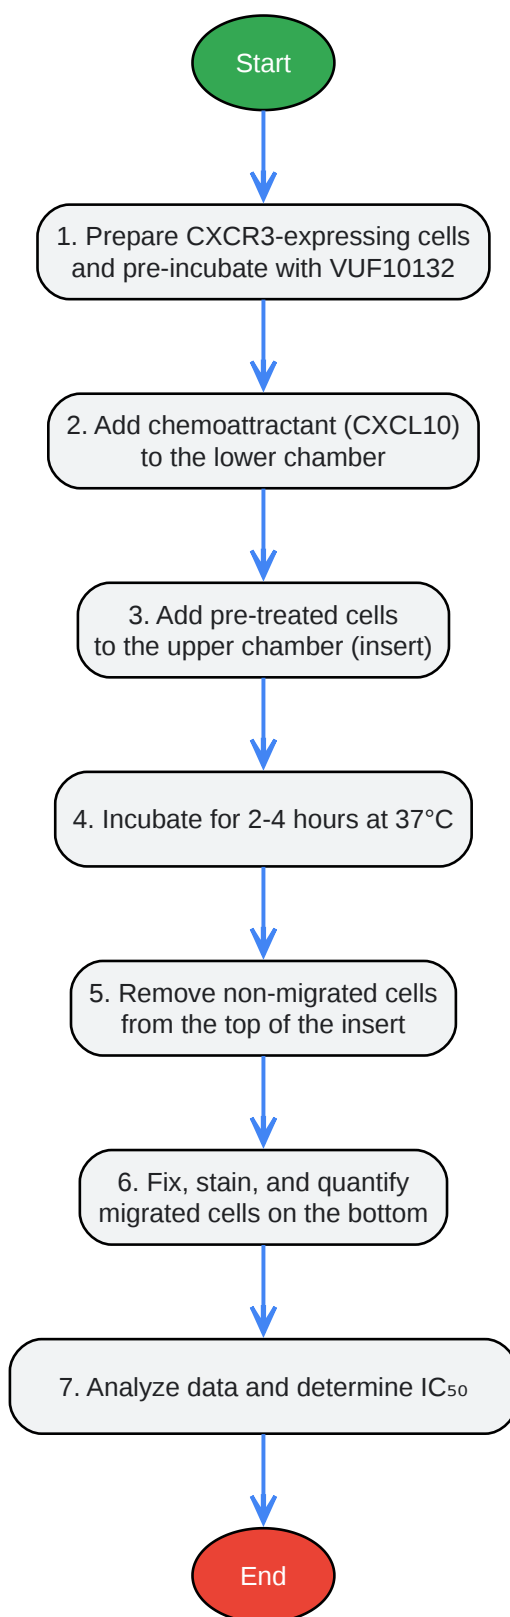 Start
1. Prepare CXCR3-expressing cells
and pre-incubate with VUF10132
2. Add chemoattractant (CXCL10)
to the lower chamber
3. Add pre-treated cells
to the upper chamber (insert)
4. Incubate for 2-4 hours at 37°C
5. Remove non-migrated cells
from the top of the insert
6. Fix, stain, and quantify
migrated cells on the bottom
7. Analyze data and determine IC₅₀
End